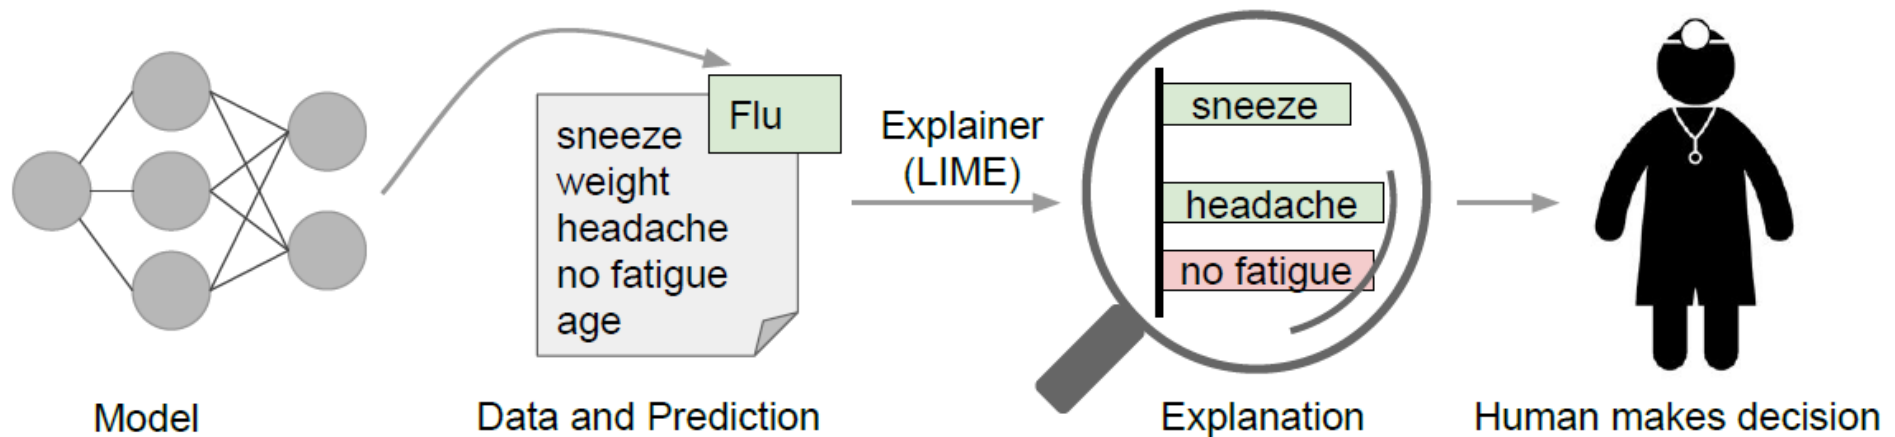 Flu
sneeze
weight
headache
no fatigue
age
Explainer
(LIME)
sneeze
headache
no fatigue
Model
Data and Prediction
Explanation
Human makes decision